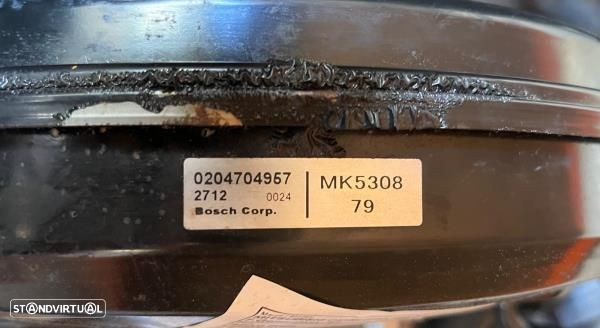 0204704957
2712 0024
Bosch Corp.
MK5308
79
STANDVIRTUAL